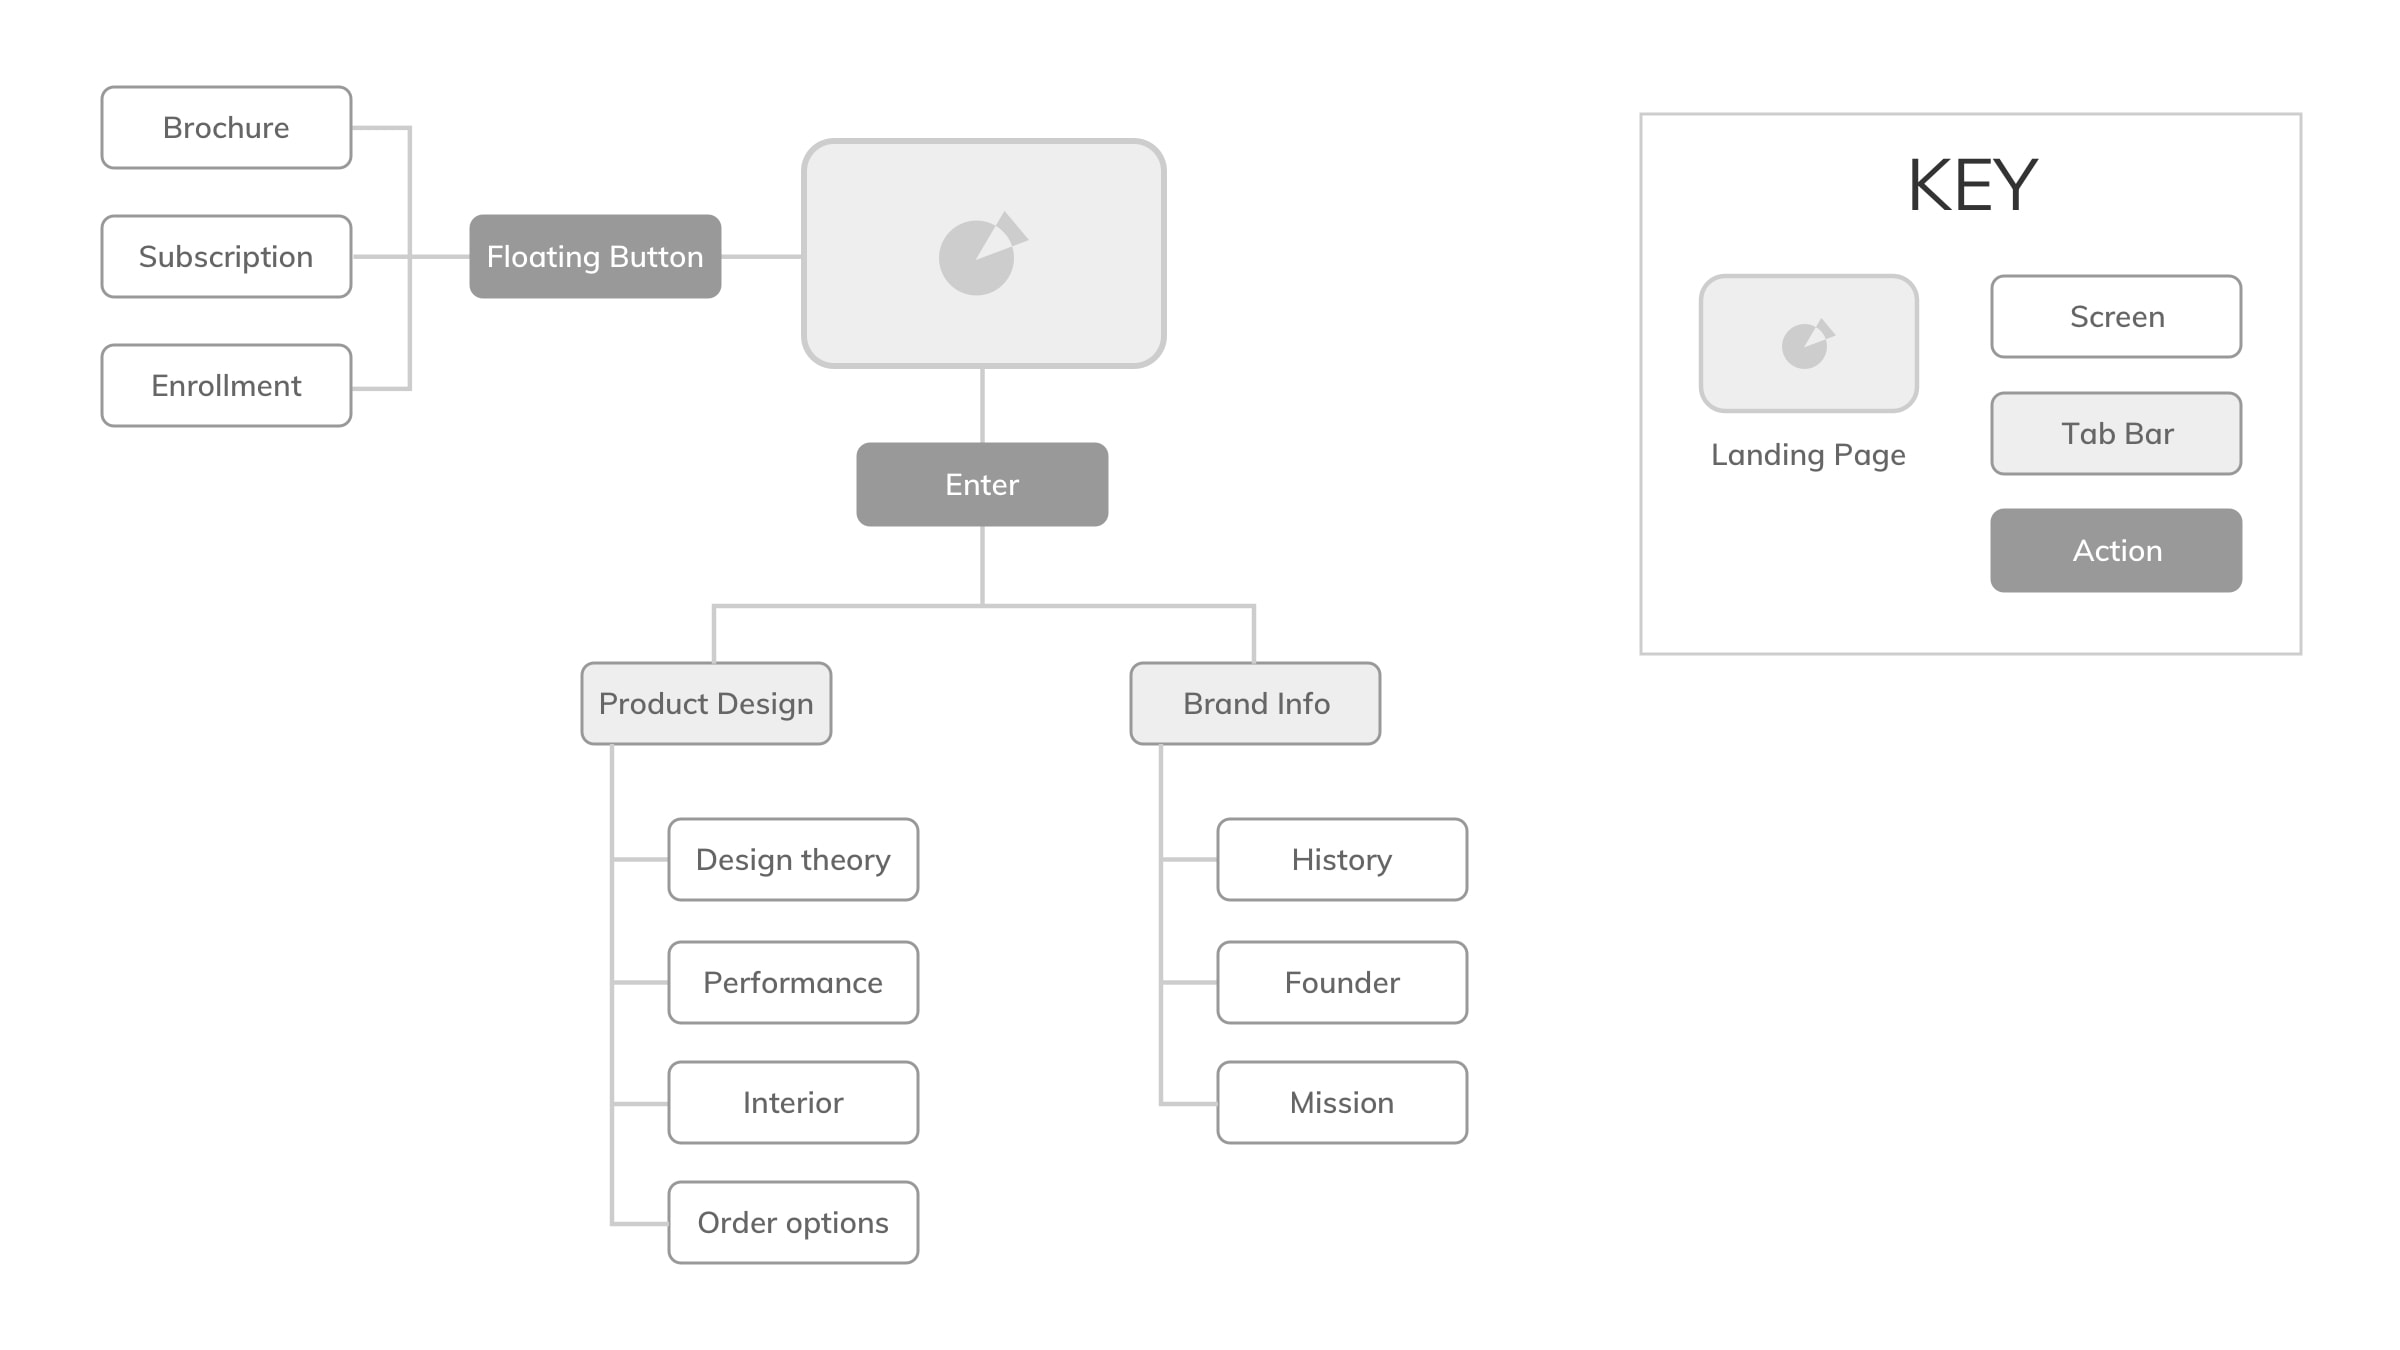 Brochure
Subscription
Enrollment
Floating Button
Enter
Product Design
Design theory
Performance
Interior
Order options
Brand Info
History
Founder
Mission
KEY
Landing Page
Screen
Tab Bar
Action